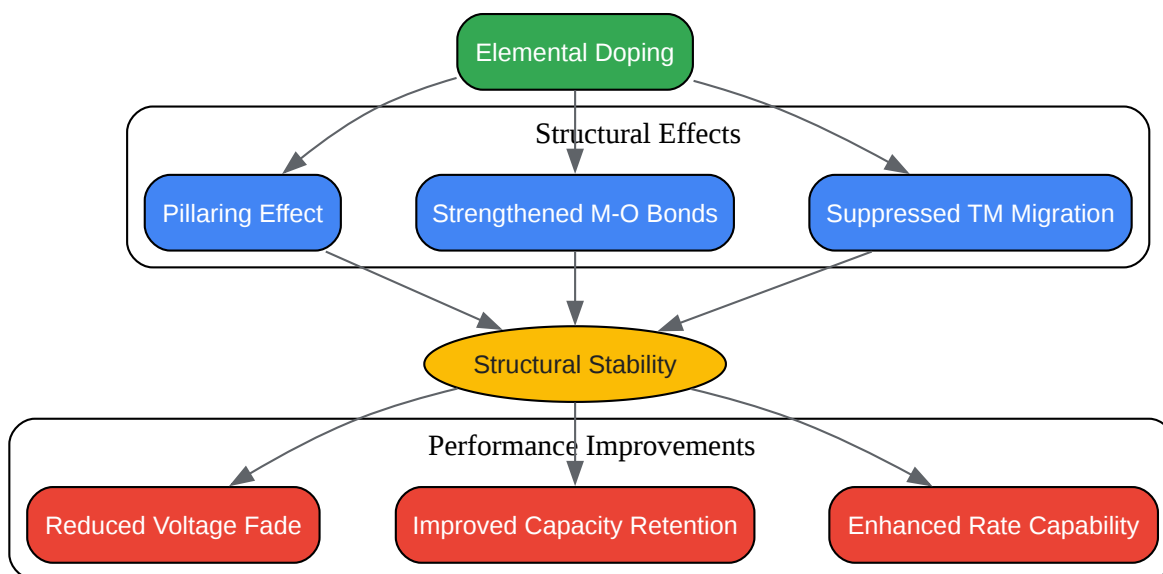 Elemental Doping
Structural Effects
Pillaring Effect
Strengthened M-O Bonds
Suppressed TM Migration
Structural Stability
Performance Improvements
Reduced Voltage Fade
Improved Capacity Retention
Enhanced Rate Capability